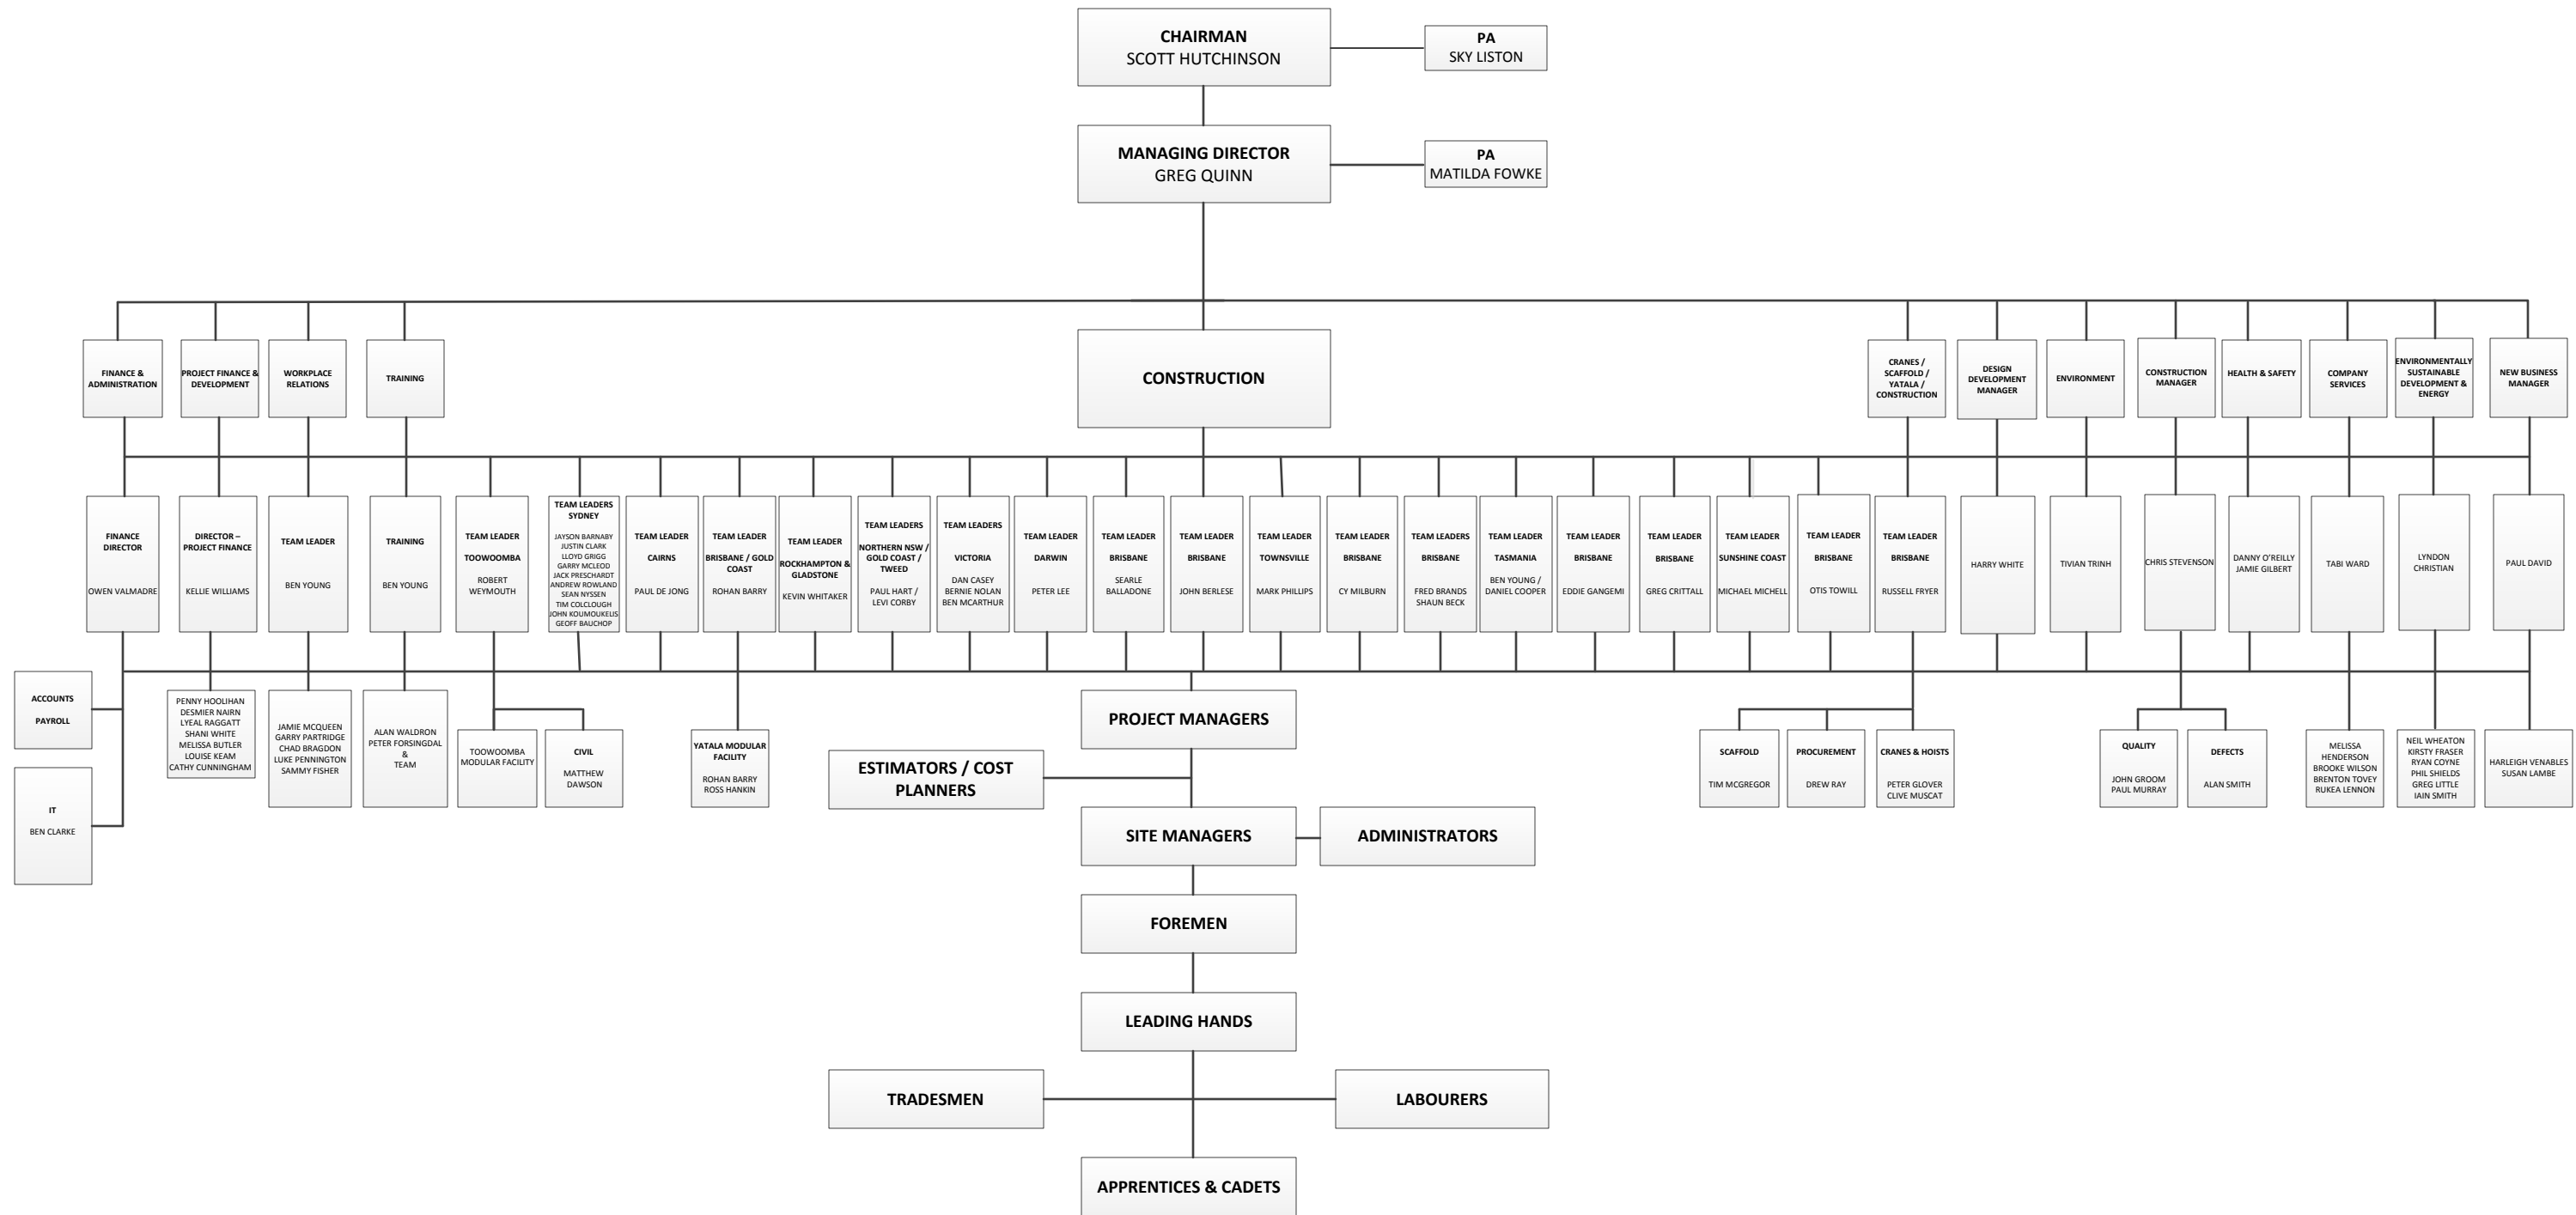 CHAIRMAN
SCOTT HUTCHINSON
PA
SKY LISTON
MANAGING DIRECTOR
GREG QUINN
PA
MATILDA FOWKE
FINANCE &
ADMINISTRATION
PROJECT FINANCE &
DEVELOPMENT
WORKPLACE
RELATIONS
TRAINING
CONSTRUCTION
CRANES /
SCAFFOLD /
YATALA /
CONSTRUCTION
DESIGN
DEVELOPMENT
MANAGER
ENVIRONMENT
CONSTRUCTION
MANAGER
HEALTH & SAFETY
COMPANY
SERVICES
ENVIRONMENTALLY
SUSTAINABLE
DEVELOPMENT &
ENERGY
NEW BUSINESS
MANAGER
FINANCE
DIRECTOR
OWEN VALMADRE
DIRECTOR –
PROJECT FINANCE
KELLIE WILLIAMS
TEAM LEADER
BEN YOUNG
TRAINING
BEN YOUNG
TEAM LEADER
TOOWOOMBA
ROBERT
WEYMOUTH
TEAM LEADERS
SYDNEY
JAYSON BARNABY
JUSTIN CLARK
LLOYD GRIGG
GARRY MCLEOD
JACK PRESCHARDT
ANDREW ROWLAND
SEAN NYSSEN
TIM COLCLOUGH
JOHN KOUMOUKELIS
GEOFF BAUCHOP
TEAM LEADER
CAIRNS
PAUL DE JONG
TEAM LEADER
BRISBANE / GOLD
COAST
ROHAN BARRY
TEAM LEADER
ROCKHAMPTON &
GLADSTONE
KEVIN WHITAKER
TEAM LEADERS
NORTHERN NSW /
GOLD COAST /
TWEED
PAUL HART /
LEVI CORBY
TEAM LEADERS
VICTORIA
DAN CASEY
BERNIE NOLAN
BEN MCARTHUR
TEAM LEADER
DARWIN
PETER LEE
TEAM LEADER
BRISBANE
SEARLE
BALLADONE
TEAM LEADER
BRISBANE
JOHN BERLESE
TEAM LEADER
TOWNSVILLE
MARK PHILLIPS
TEAM LEADER
BRISBANE
CY MILBURN
TEAM LEADERS
BRISBANE
FRED BRANDS
SHAUN BECK
TEAM LEADER
TASMANIA
BEN YOUNG /
DANIEL COOPER
TEAM LEADER
BRISBANE
EDDIE GANGEMI
TEAM LEADER
BRISBANE
GREG CRITTALL
TEAM LEADER
SUNSHINE COAST
MICHAEL MICHELL
TEAM LEADER
BRISBANE
OTIS TOWILL
TEAM LEADER
BRISBANE
RUSSELL FRYER
HARRY WHITE
TIVIAN TRINH
CHRIS STEVENSON
DANNY O'REILLY
JAMIE GILBERT
TABI WARD
LYNDON
CHRISTIAN
PAUL DAVID
ACCOUNTS
PAYROLL
IT
BEN CLARKE
PENNY HOOLIHAN
DESMIER NAIRN
LYEAL RAGGATT
SHANI WHITE
MELISSA BUTLER
LOUISE KEAM
CATHY CUNNINGHAM
JAMIE MCQUEEN
GARRY PARTRIDGE
CHAD BRAGDON
LUKE PENNINGTON
SAMMY FISHER
ALAN WALDRON
PETER FORSINGDAL
&
TEAM
TOOWOOMBA
MODULAR FACILITY
CIVIL
MATTHEW
DAWSON
YATALA MODULAR
FACILITY
ROHAN BARRY
ROSS HANKIN
PROJECT MANAGERS
ESTIMATORS / COST
PLANNERS
SCAFFOLD
TIM MCGREGOR
PROCUREMENT
DREW RAY
CRANES & HOISTS
PETER GLOVER
CLIVE MUSCAT
QUALITY
JOHN GROOM
PAUL MURRAY
DEFECTS
ALAN SMITH
MELISSA
HENDERSON
BROOKE WILSON
BRENTON TOVEY
RUKEA LENNON
NEIL WHEATON
KIRSTY FRASER
RYAN COYNE
PHIL SHIELDS
GREG LITTLE
IAIN SMITH
HARLEIGH VENABLES
SUSAN LAMBE
SITE MANAGERS
ADMINISTRATORS
FOREMEN
LEADING HANDS
TRADESMEN
LABOURERS
APPRENTICES & CADETS